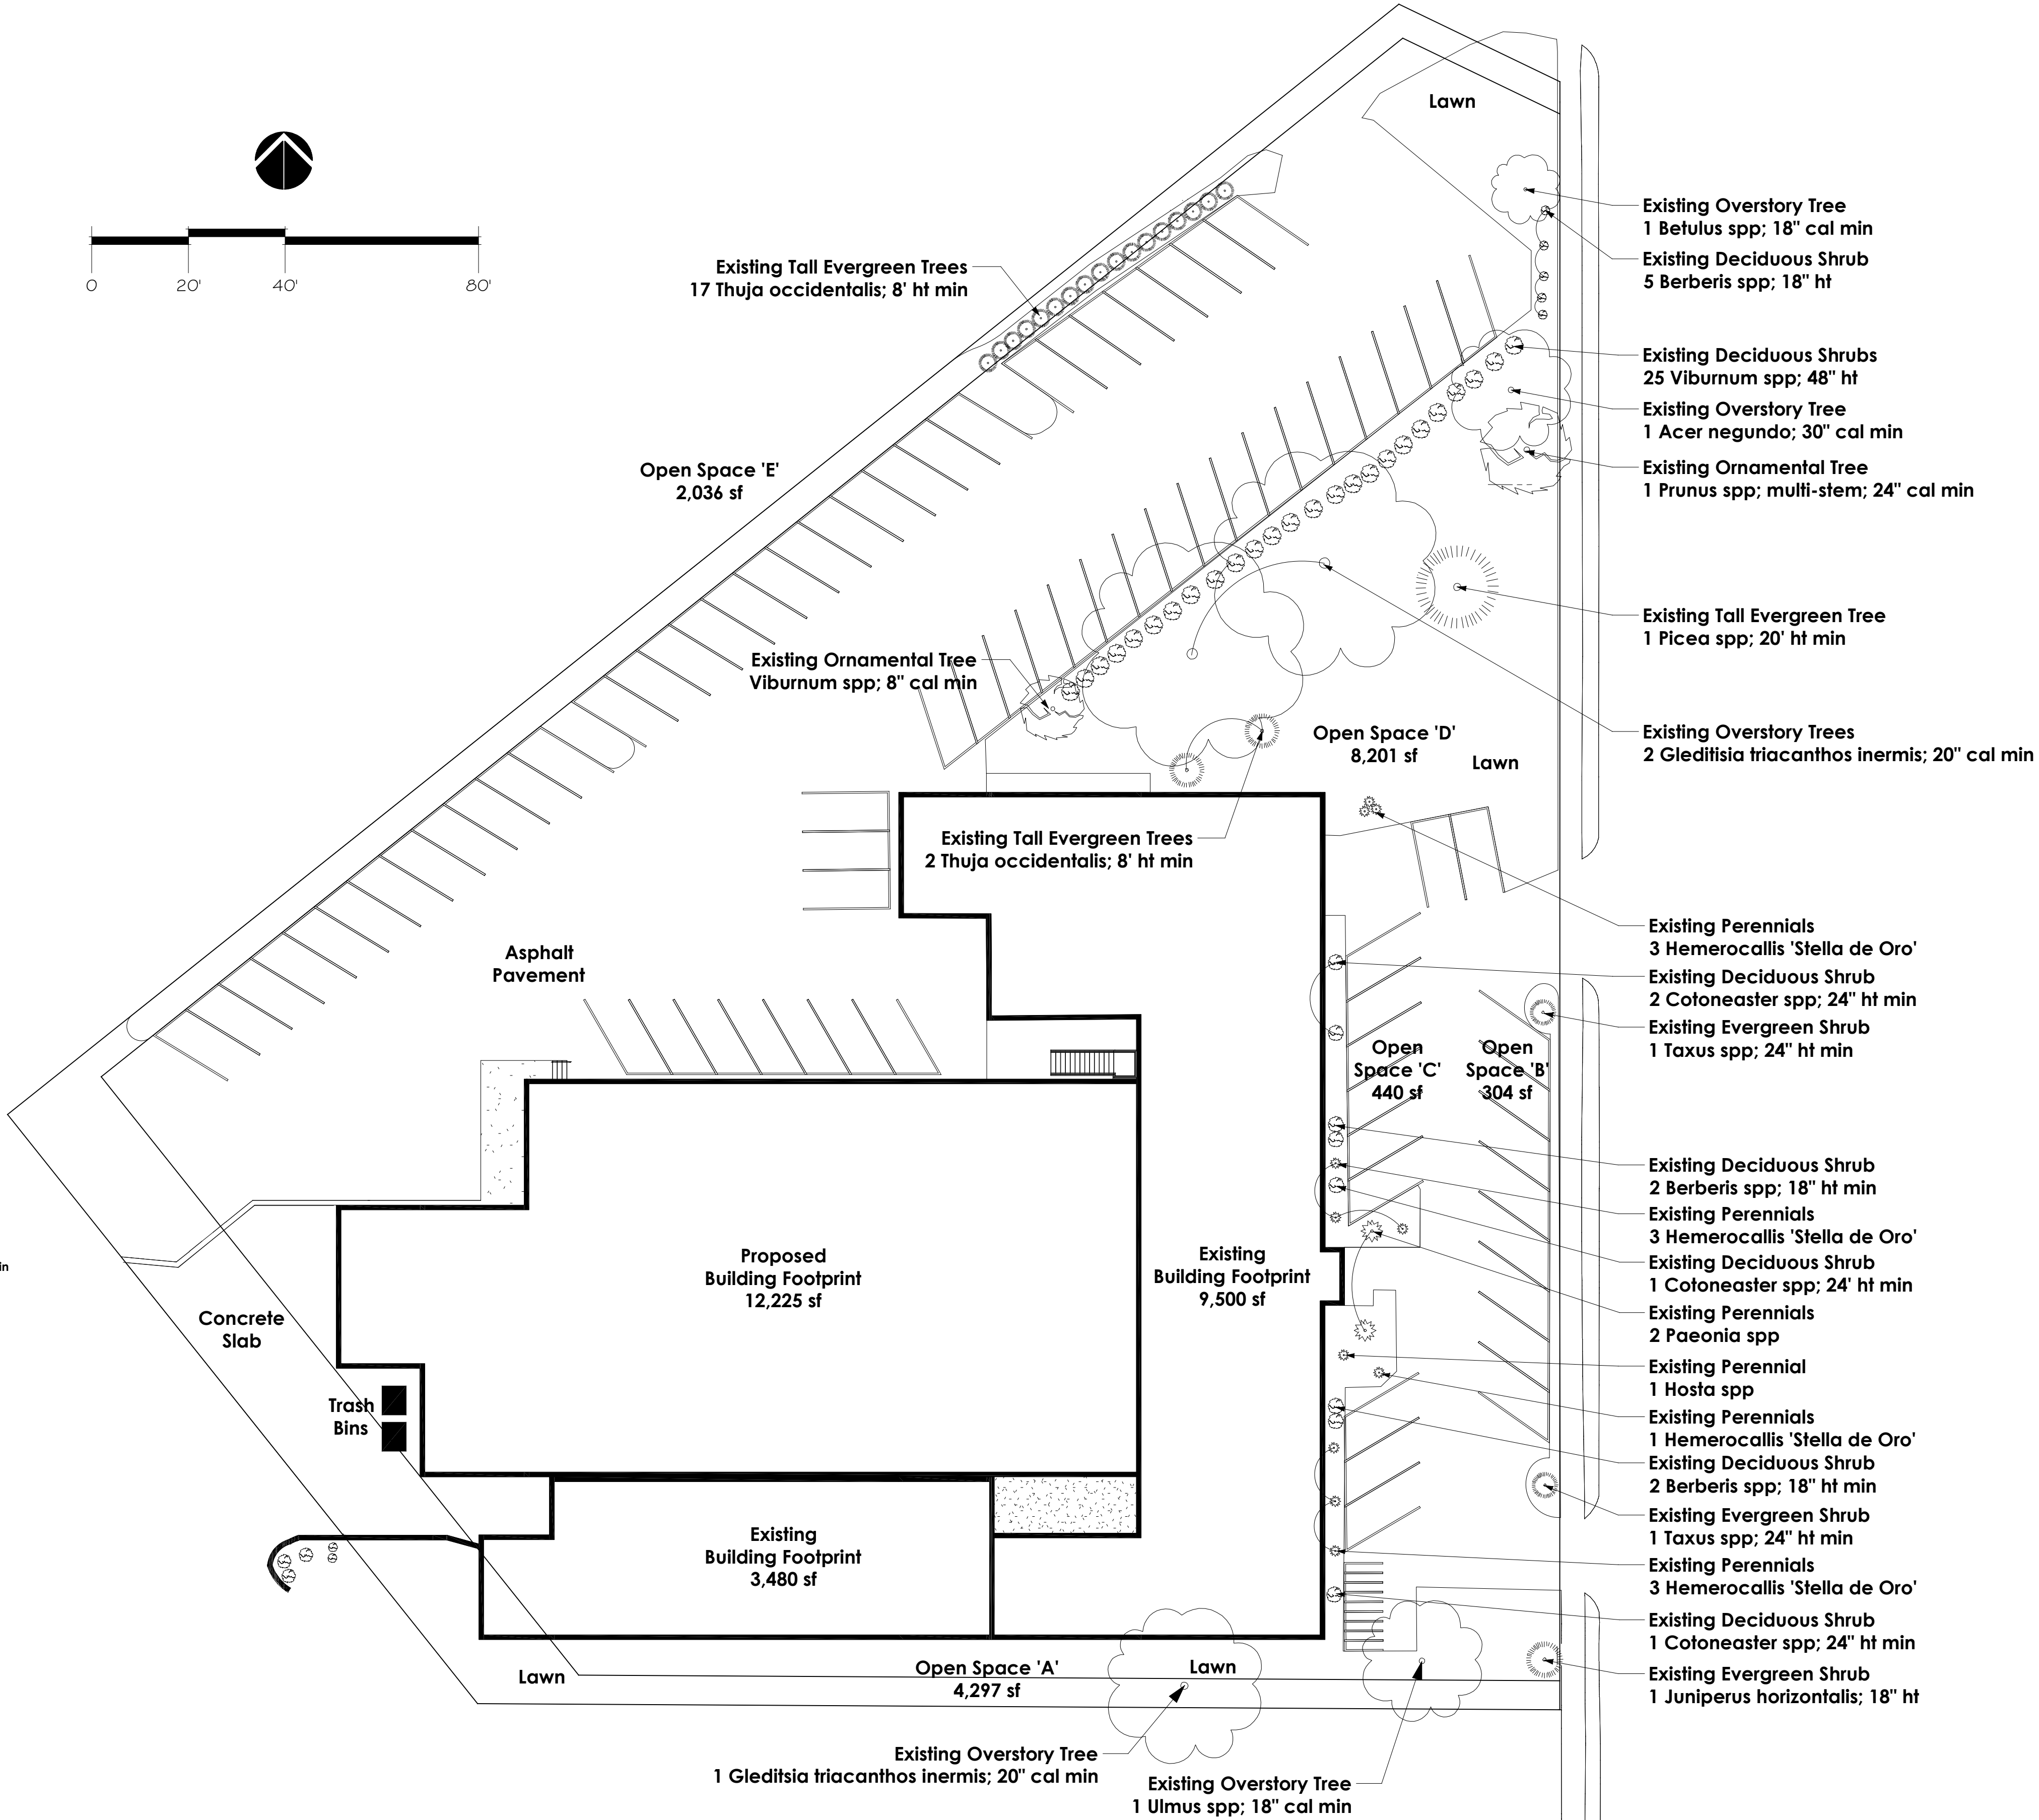 Lawn
0
20'
40'
80'
Existing Overstory Tree
1 Betulus spp; 18" cal min
Existing Deciduous Shrub
5 Berberis spp; 18" ht
Existing Tall Evergreen Trees
17 Thuja occidentalis; 8' ht min
Existing Deciduous Shrubs
25 Viburnum spp; 48" ht
Existing Overstory Tree
1 Acer negundo; 30" cal min
Existing Ornamental Tree
1 Prunus spp; multi-stem; 24" cal min
Open Space 'E'
2,036 sf
Existing Tall Evergreen Tree
1 Picea spp; 20' ht min
Existing Ornamental Tree
Viburnum spp; 8" cal min
Existing Overstory Trees
2 Gleditisia triacanthos inermis; 20" cal min
Open Space 'D'
8,201 sf
Lawn
Existing Tall Evergreen Trees
2 Thuja occidentalis; 8' ht min
Existing Perennials
3 Hemerocallis 'Stella de Oro'
Asphalt
Pavement
Existing Deciduous Shrub
2 Cotoneaster spp; 24" ht min
Existing Evergreen Shrub
1 Taxus spp; 24" ht min
Open
Space 'C'
440 sf
Open
Space 'B'
304 sf
Existing Deciduous Shrub
2 Berberis spp; 18" ht min
Existing Perennials
3 Hemerocallis 'Stella de Oro'
Existing Deciduous Shrub
1 Cotoneaster spp; 24' ht min
Existing Perennials
2 Paeonia spp
Existing Perennial
1 Hosta spp
Existing Perennials
1 Hemerocallis 'Stella de Oro'
Existing Deciduous Shrub
2 Berberis spp; 18" ht min
Existing Evergreen Shrub
1 Taxus spp; 24" ht min
Existing Perennials
3 Hemerocallis 'Stella de Oro'
Existing Deciduous Shrub
1 Cotoneaster spp; 24" ht min
Existing Evergreen Shrub
1 Juniperus horizontalis; 18" ht
Proposed
Building Footprint
12,225 sf
Existing
Building Footprint
9,500 sf
in
Concrete
Slab
Trash
Bins
Existing
Building Footprint
3,480 sf
Lawn
Open Space 'A'
4,297 sf
Lawn
Existing Overstory Tree
1 Gleditsia triacanthos inermis; 20" cal min
Existing Overstory Tree
1 Ulmus spp; 18" cal min